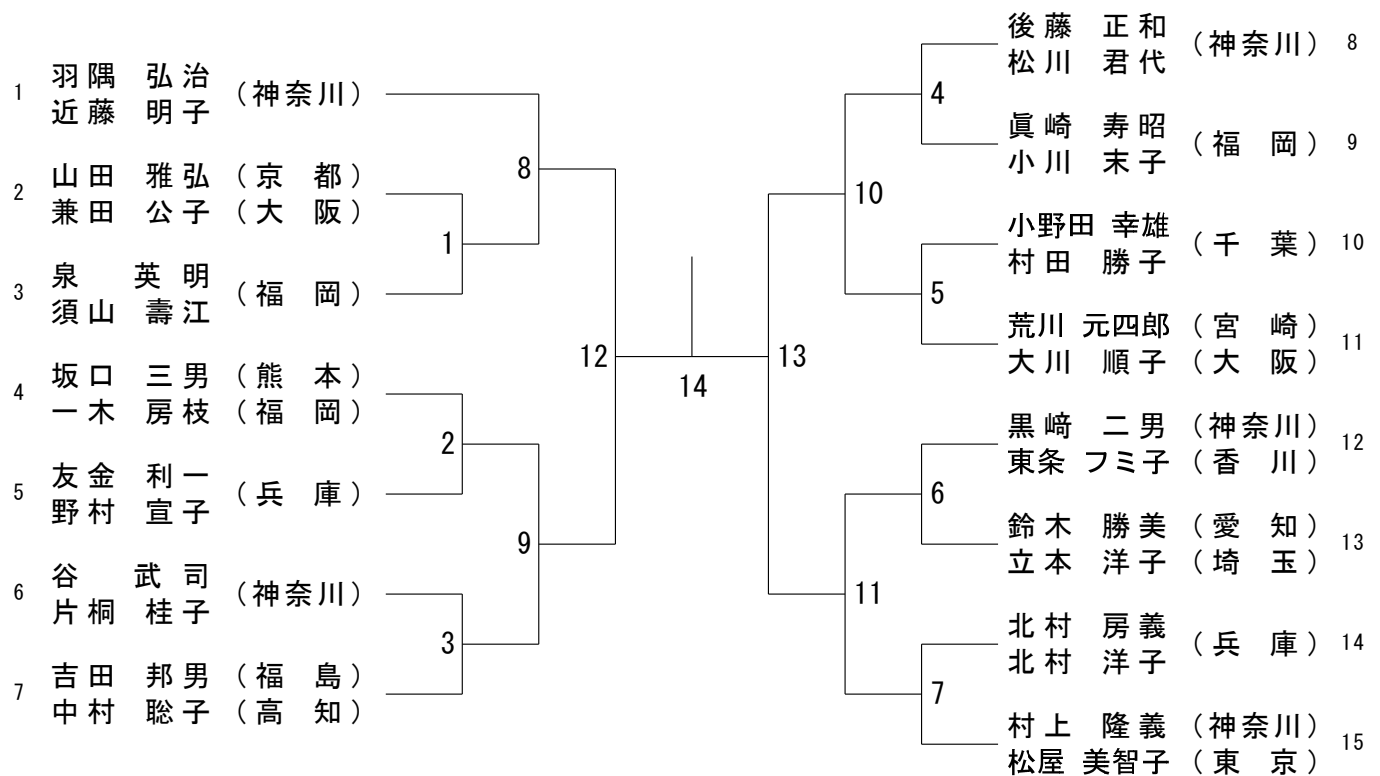 1 羽隅 弘治 (神奈川)
近藤 明子
2 山田 雅弘 (京 都)
兼田 公子 (大 阪)
3 泉 英明 (福 岡)
須山 壽江
4 坂口 三男 (熊 本)
一木 房枝 (福 岡)
5 友金 利一 (兵 庫)
野村 宣子
6 谷 武司 (神奈川)
片桐 桂子
7 吉田 邦男 (福 島)
中村 聡子 (高 知)
8
1
2
9
3
12
14
13
4
10
5
6
11
7
後藤 正和 (神奈川) 8
松川 君代
眞崎 寿昭 (福 岡) 9
小川 末子
小野田 幸雄 (千 葉) 10
村田 勝子
荒川 元四郎 (宮 崎) 11
大川 順子 (大 阪)
黒﨑 二男 (神奈川) 12
東条 フミ子 (香 川)
鈴木 勝美 (愛 知) 13
立本 洋子 (埼 玉)
北村 房義 (兵 庫) 14
北村 洋子
村上 隆義 (神奈川) 15
松屋 美智子 (東 京)